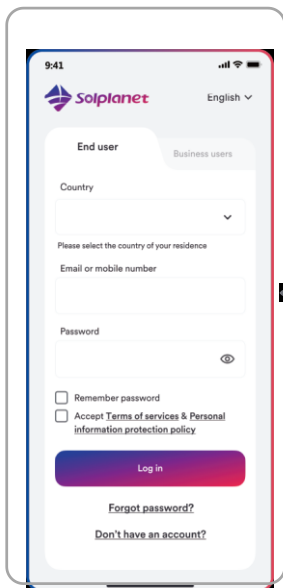 9:41
Solplanet
English
End user
Business users
Country
Please select the country of your residence
Email or mobile number
Password
Remember password
Accept Terms of services & Personal
information protection policy
Log in
Forgot password?
Don't have an account?